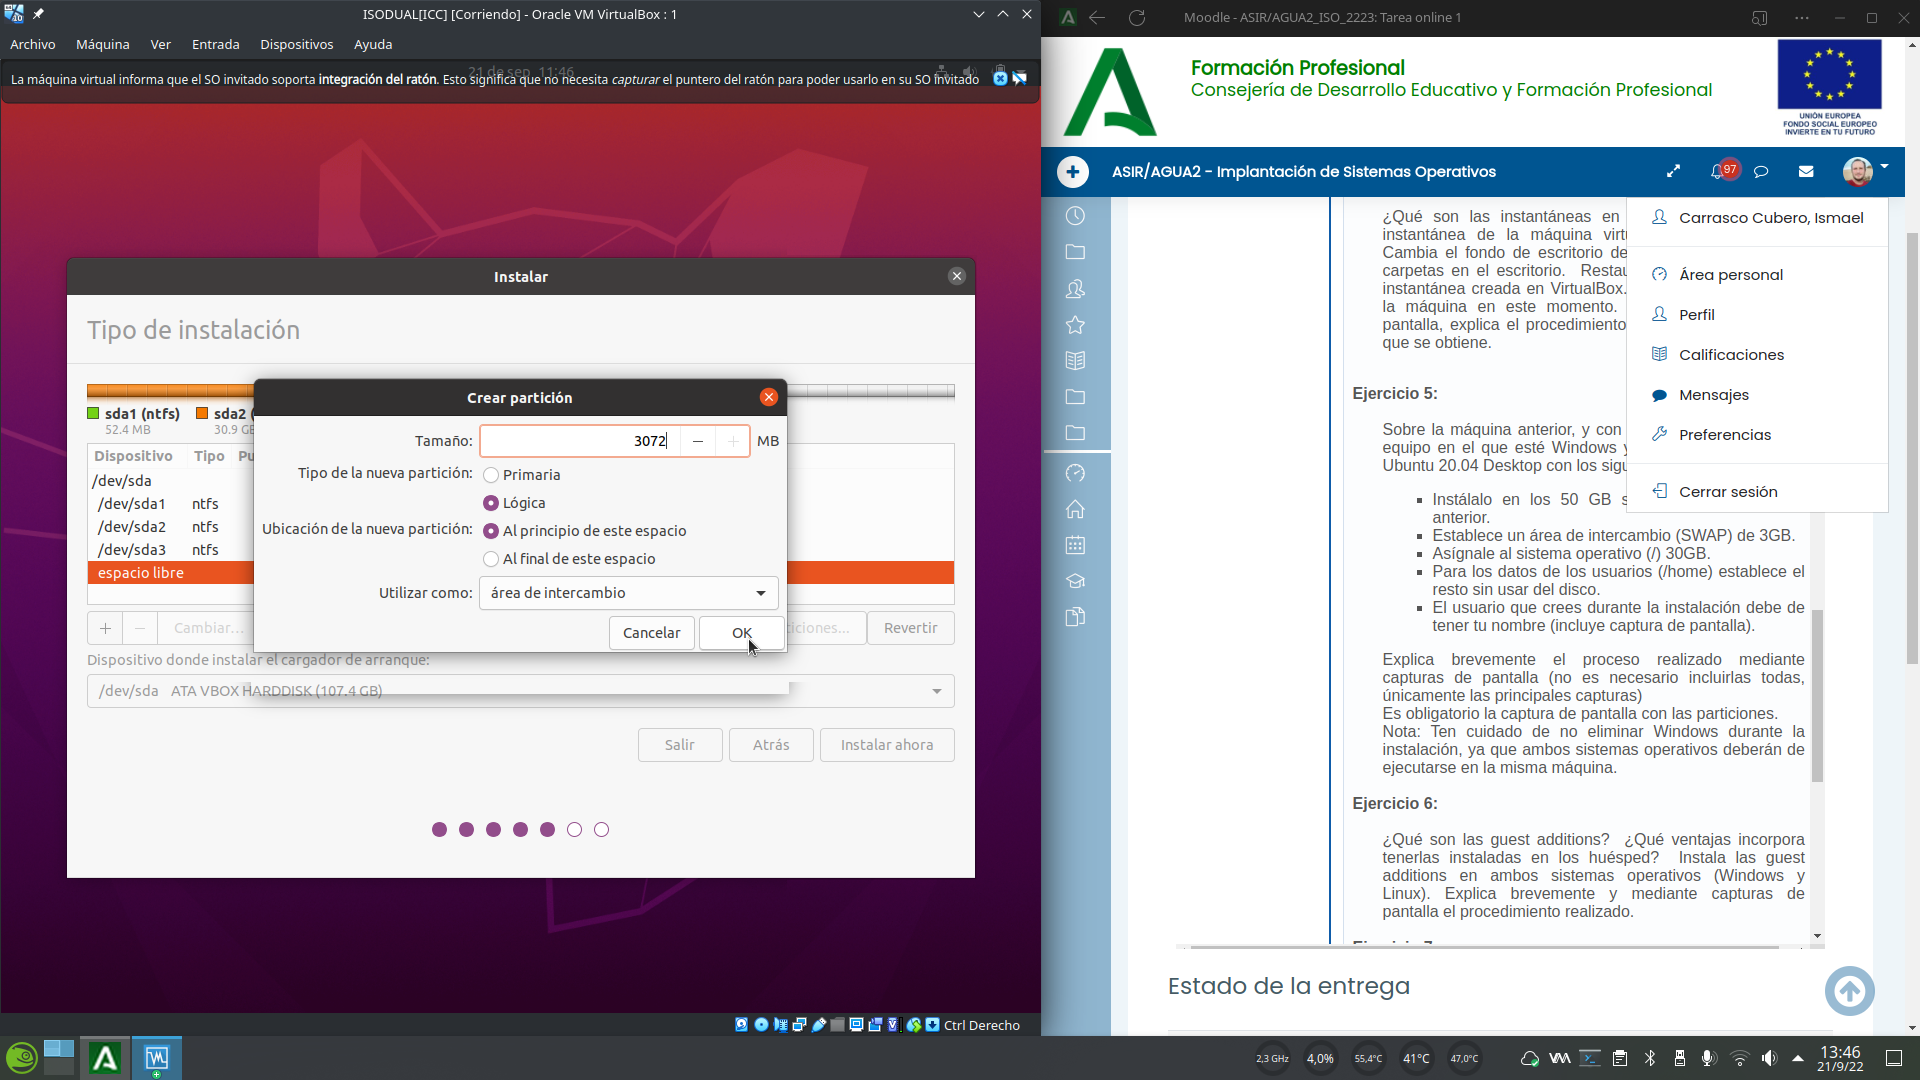 ISODUAL[ICC] [Corriendo] - Oracle VM VirtualBox : 1
Archivo Máquina Ver Entrada Dispositivos Ayuda
21 de sep 11:46
La máquina virtual informa que el SO invitado soporta integración del ratón. Esto significa que no necesita capturar el puntero del ratón para poder usarlo en su SO invitado
Instalar
Tipo de instalación
sda1 (ntfs) sda2 (
52.4 MB 30.9 G
Dispositivo Tipo Pu
/dev/sda
/dev/sda1 ntfs
/dev/sda2 ntfs
/dev/sda3 ntfs
espacio libre
+ − Cambiar... ciones... Revertir
Crear partición
Tamaño: 3072 − + MB
Tipo de la nueva partición: Primaria
Lógica
Ubicación de la nueva partición: Al principio de este espacio
Al final de este espacio
Utilizar como: área de intercambio
Cancelar OK
Dispositivo donde instalar el cargador de arranque:
/dev/sda ATA VBOX HARDDISK (107.4 GB)
Salir Atrás Instalar ahora
Ctrl Derecho
Moodle - ASIR/AGUA2_ISO_2223: Tarea online 1
Formación Profesional
Consejería de Desarrollo Educativo y Formación Profesional
UNIÓN EUROPEA
FONDO SOCIAL EUROPEO
INVIERTE EN TU FUTURO
ASIR/AGUA2 - Implantación de Sistemas Operativos
97
Carrasco Cubero, Ismael
Área personal
Perfil
Calificaciones
Mensajes
Preferencias
Cerrar sesión
¿Qué son las instantáneas en
instantánea de la máquina virtu
Cambia el fondo de escritorio de
carpetas en el escritorio. Restau
instantánea creada en VirtualBox.
la máquina en este momento.
pantalla, explica el procedimiento
que se obtiene.
Ejercicio 5:
Sobre la máquina anterior, y con
equipo en el que esté Windows y
Ubuntu 20.04 Desktop con los sigu
Instálalo en los 50 GB s
anterior.
Establece un área de intercambio (SWAP) de 3GB.
Asígnale al sistema operativo (/) 30GB.
Para los datos de los usuarios (/home) establece el
resto sin usar del disco.
El usuario que crees durante la instalación debe de
tener tu nombre (incluye captura de pantalla).
Explica brevemente el proceso realizado mediante
capturas de pantalla (no es necesario incluirlas todas,
únicamente las principales capturas)
Es obligatorio la captura de pantalla con las particiones.
Nota: Ten cuidado de no eliminar Windows durante la
instalación, ya que ambos sistemas operativos deberán de
ejecutarse en la misma máquina.
Ejercicio 6:
¿Qué son las guest additions? ¿Qué ventajas incorpora
tenerlas instaladas en los huésped? Instala las guest
additions en ambos sistemas operativos (Windows y
Linux). Explica brevemente y mediante capturas de
pantalla el procedimiento realizado.
Estado de la entrega
2,3 GHz 4,0% 55,4°C 41°C 47,0°C
13:46
21/9/22